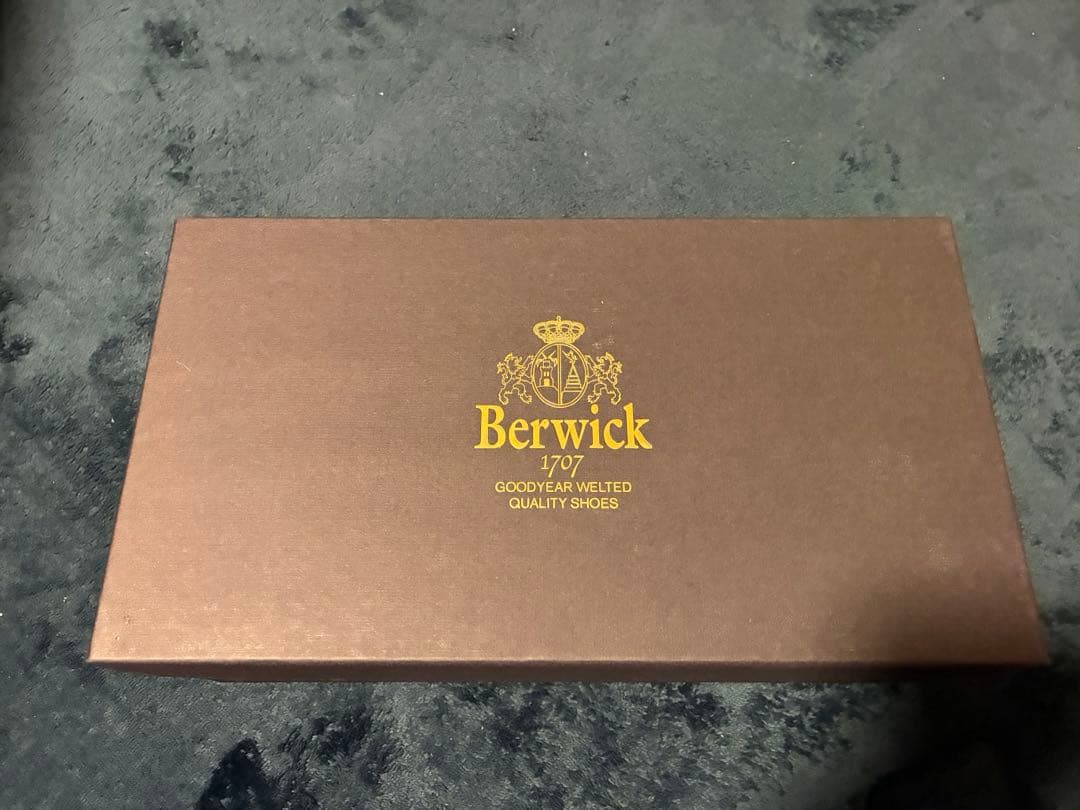 Berwick
1707
GOODYEAR WELTED
QUALITY SHOES